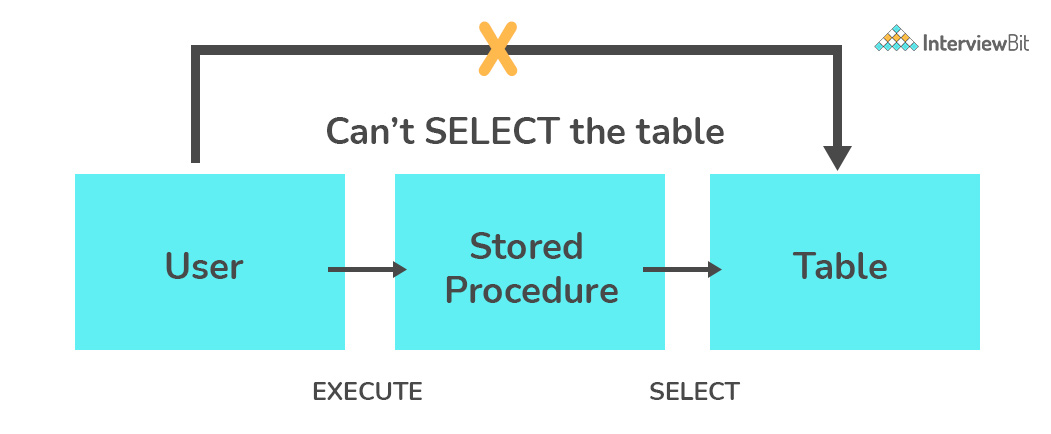 InterviewBit
Can't SELECT the table
User
Stored
Procedure
Table
EXECUTE
SELECT